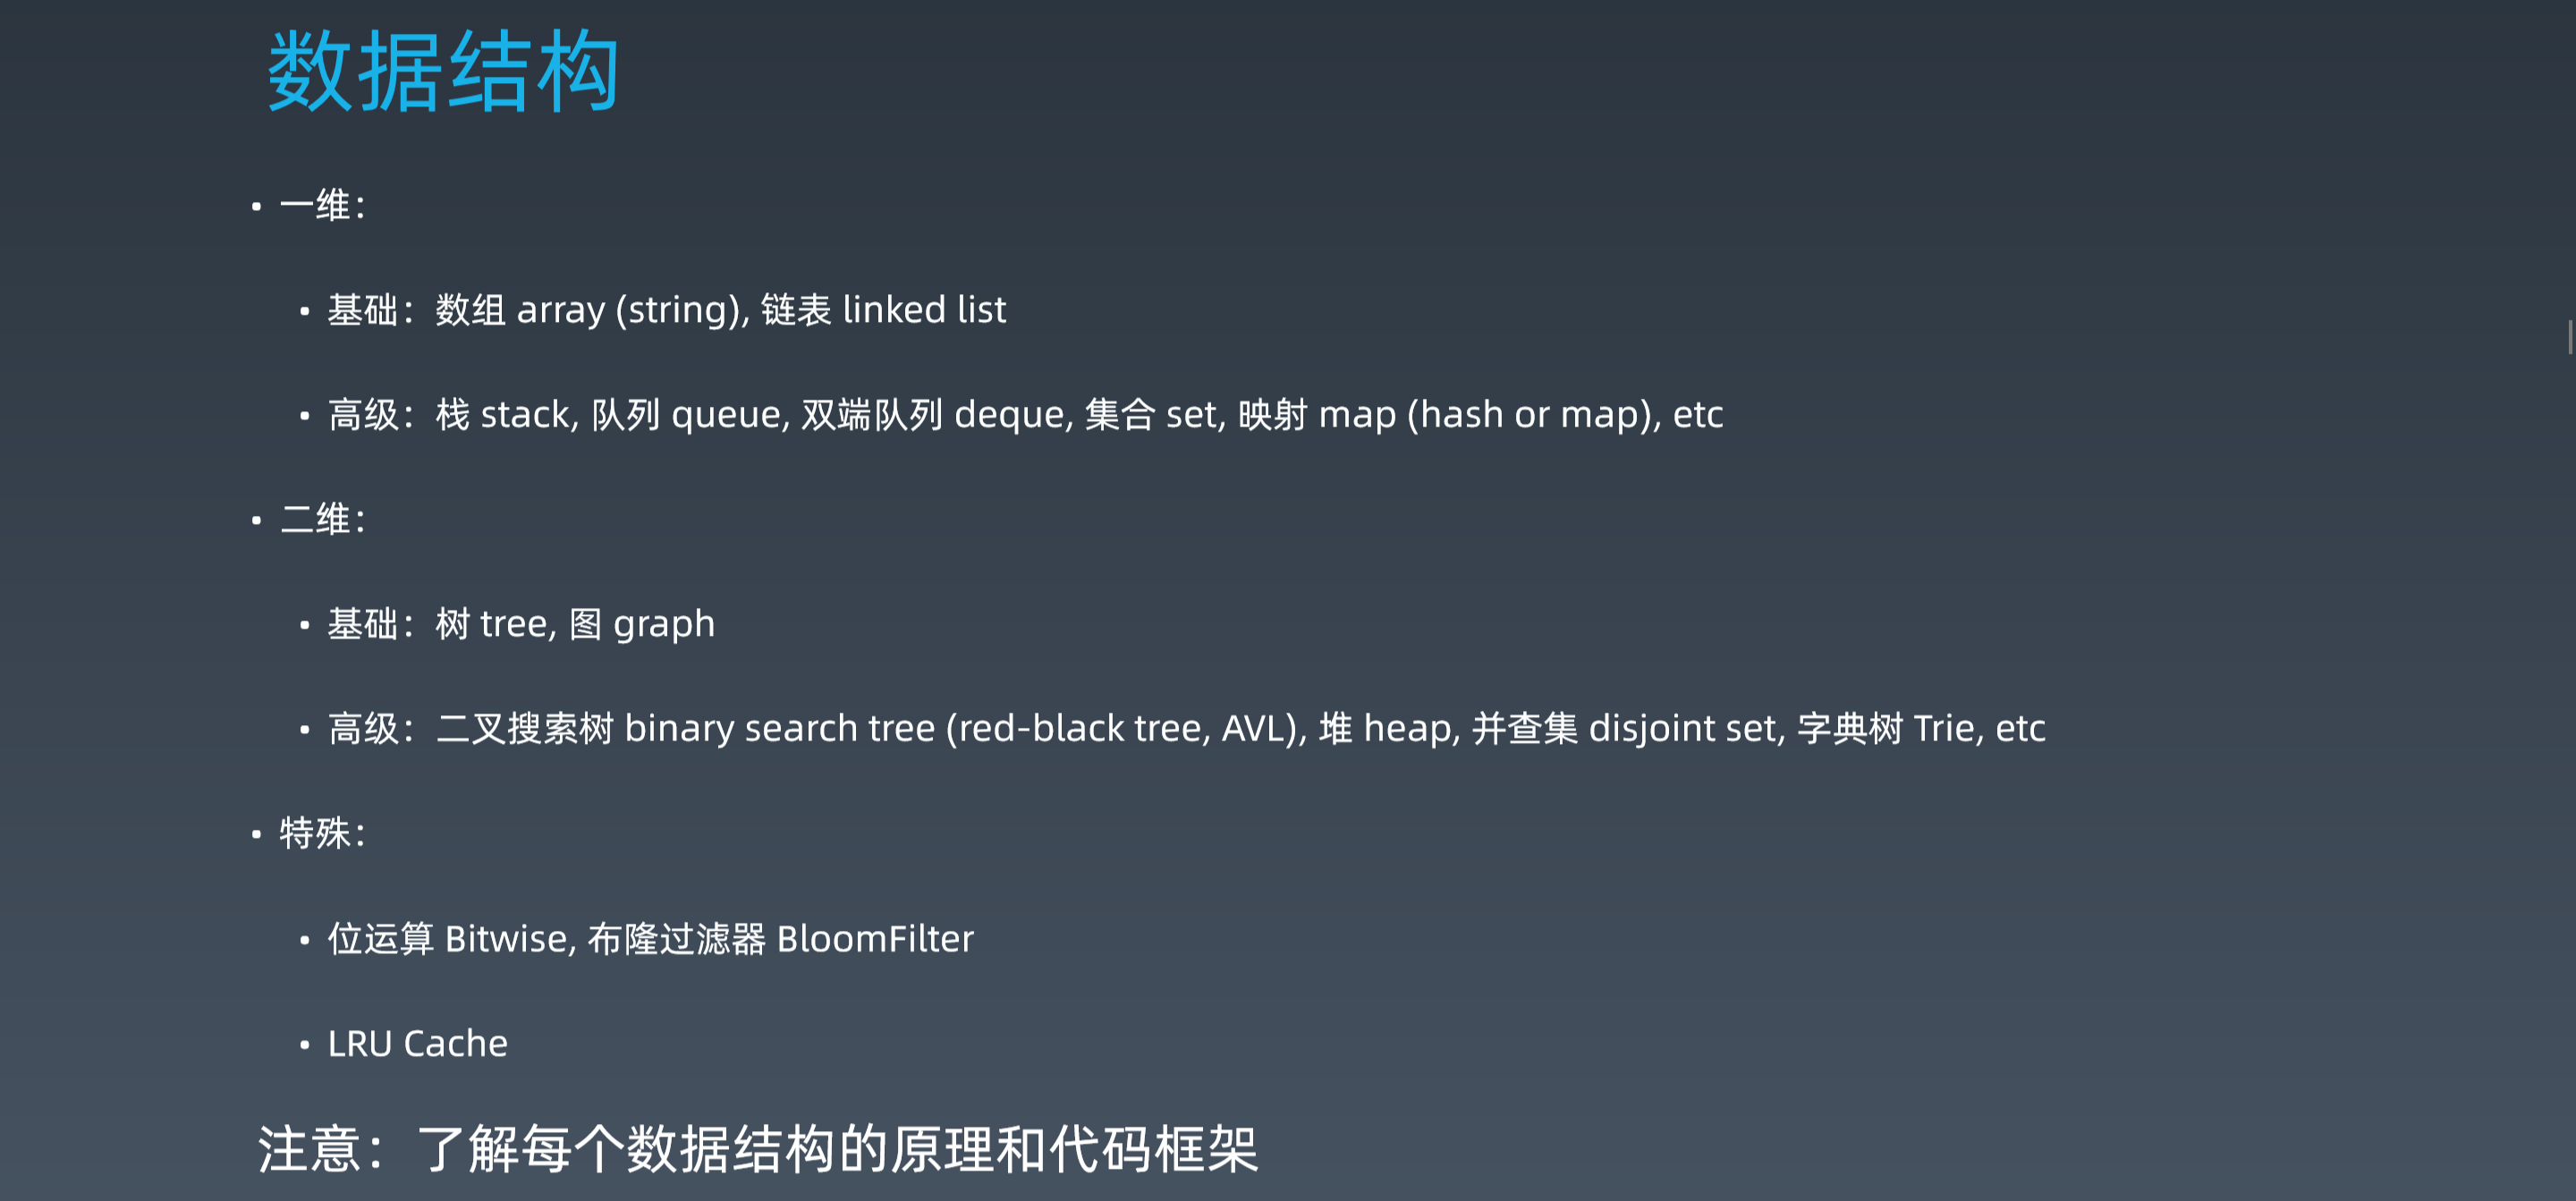 数据结构
• 一维：
• 基础：数组 array (string), 链表 linked list
• 高级：栈 stack, 队列 queue, 双端队列 deque, 集合 set, 映射 map (hash or map), etc
• 二维：
• 基础：树 tree, 图 graph
• 高级：二叉搜索树 binary search tree (red-black tree, AVL), 堆 heap, 并查集 disjoint set, 字典树 Trie, etc
• 特殊：
• 位运算 Bitwise, 布隆过滤器 BloomFilter
• LRU Cache
注意：了解每个数据结构的原理和代码框架